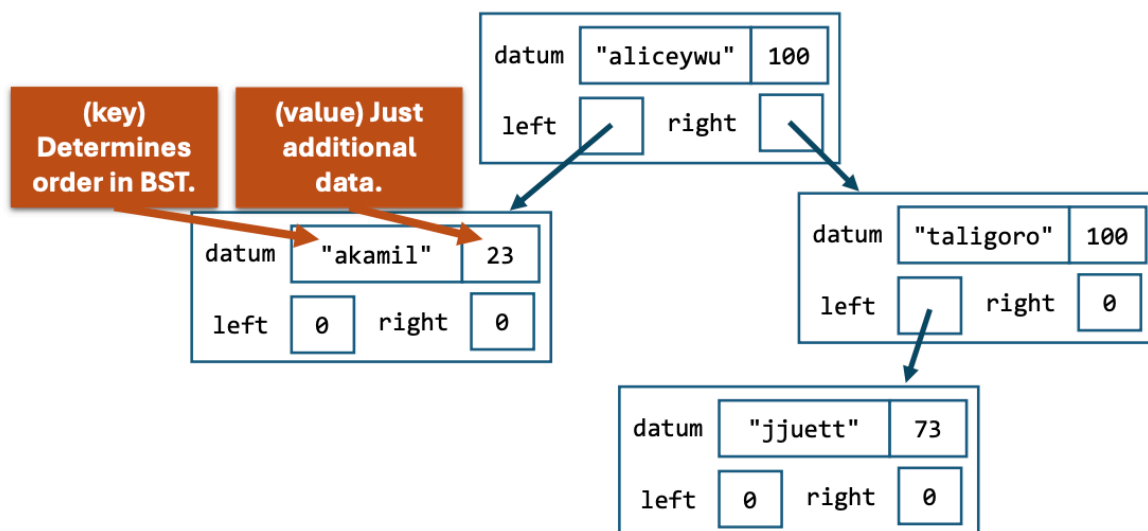 datum "aliceywu" 100
left right
(key)
Determines
order in BST.
(value) Just
additional
data.
datum "akamil" 23
left 0 right 0
datum "taligoro" 100
left right 0
datum "jjuett" 73
left 0 right 0